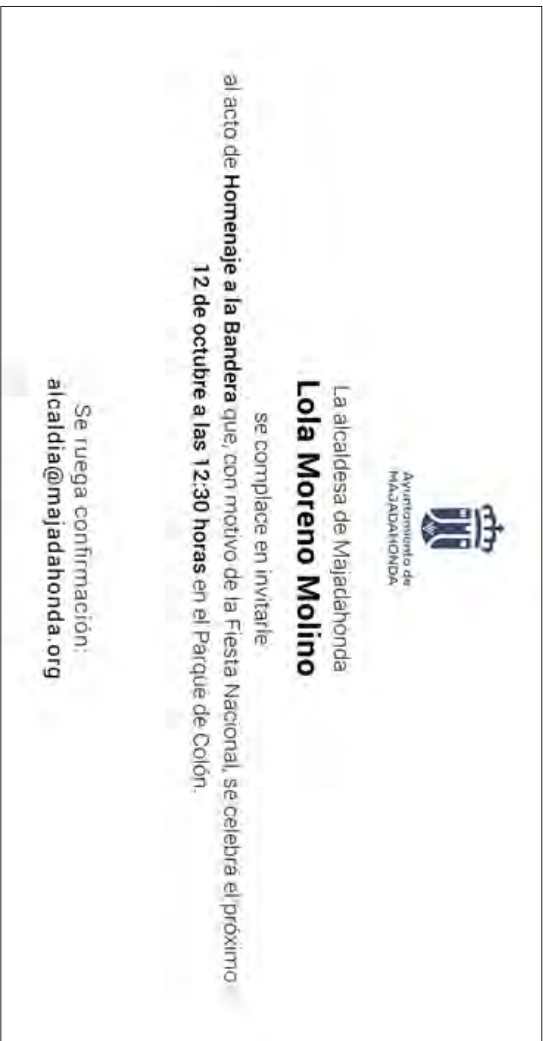 Ayuntamiento de
MAJADAHONDA
La alcaldesa de Majadahonda
Lola Moreno Molino
se complace en invitarle
al acto de Homenaje a la Bandera que, con motivo de la Fiesta Nacional, se celebra el próximo
12 de octubre a las 12:30 horas en el Parque de Colón.
Se ruega confirmación:
alcaldia@majadahonda.org